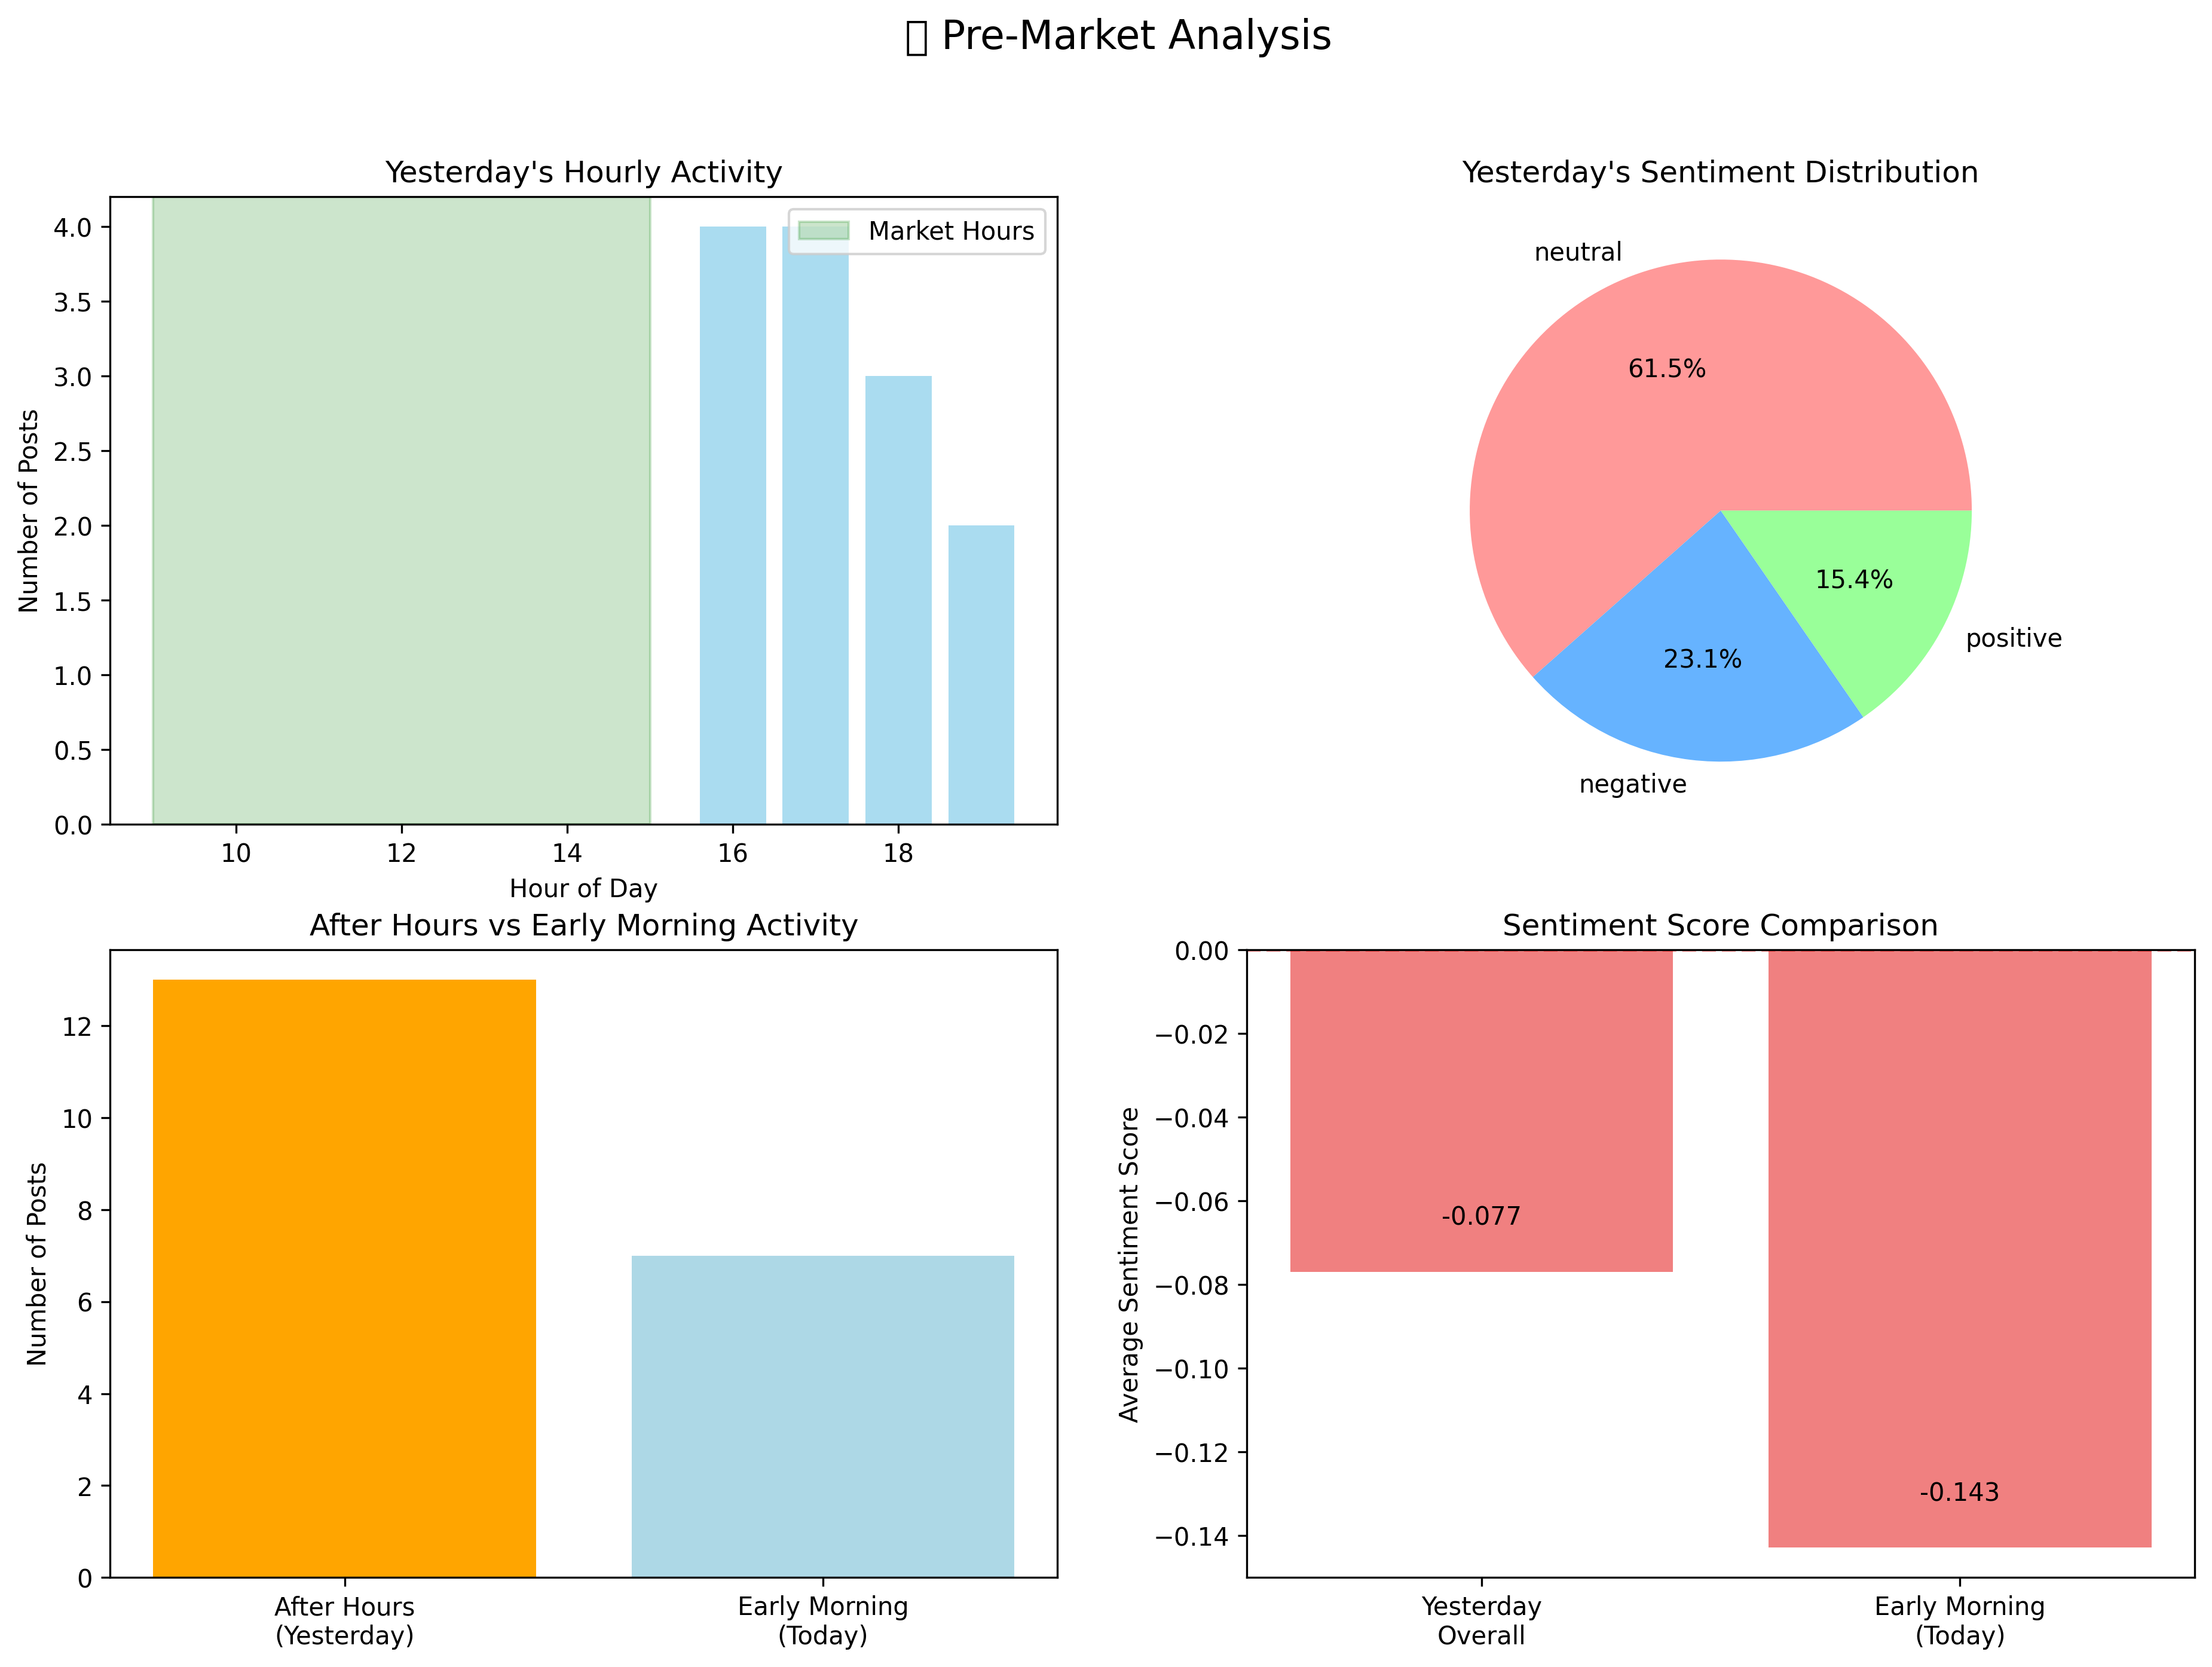 Pre-Market Analysis
Yesterday's Hourly Activity
Market Hours
Number of Posts
4.0
3.5
3.0
2.5
2.0
1.5
1.0
0.5
0.0
10
12
14
16
18
Hour of Day
Yesterday's Sentiment Distribution
neutral
61.5%
15.4%
positive
23.1%
negative
After Hours vs Early Morning Activity
Number of Posts
12
10
8
6
4
2
0
After Hours
(Yesterday)
Early Morning
(Today)
Sentiment Score Comparison
Average Sentiment Score
0.00
−0.02
−0.04
−0.06
−0.08
−0.10
−0.12
−0.14
-0.077
-0.143
Yesterday
Overall
Early Morning
(Today)